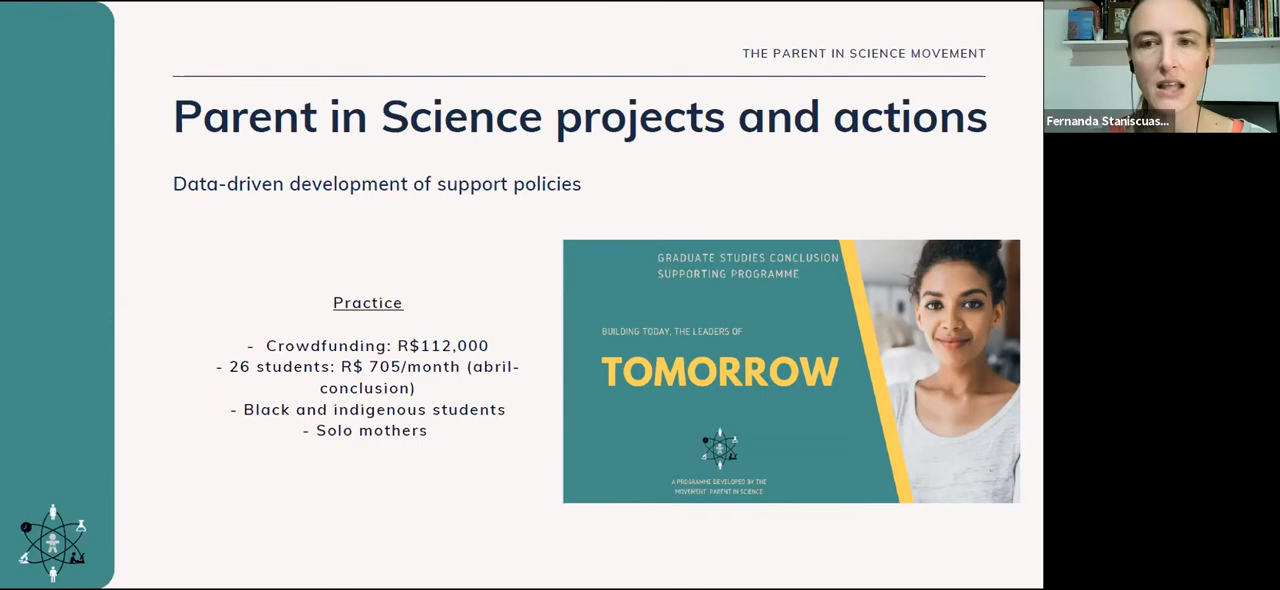 THE PARENT IN SCIENCE MOVEMENT
Parent in Science projects and actions
Data-driven development of support policies
Practice
- Crowdfunding: R$112,000
- 26 students: R$ 705/month (abril-
conclusion)
- Black and indigenous students
- Solo mothers
GRADUATE STUDIES CONCLUSION
SUPPORTING PROGRAMME
BUILDING TODAY, THE LEADERS OF
TOMORROW
A PROGRAMME DEVELOPED BY THE
MOVEMENT PARENT IN SCIENCE
Fernanda Staniscuas...